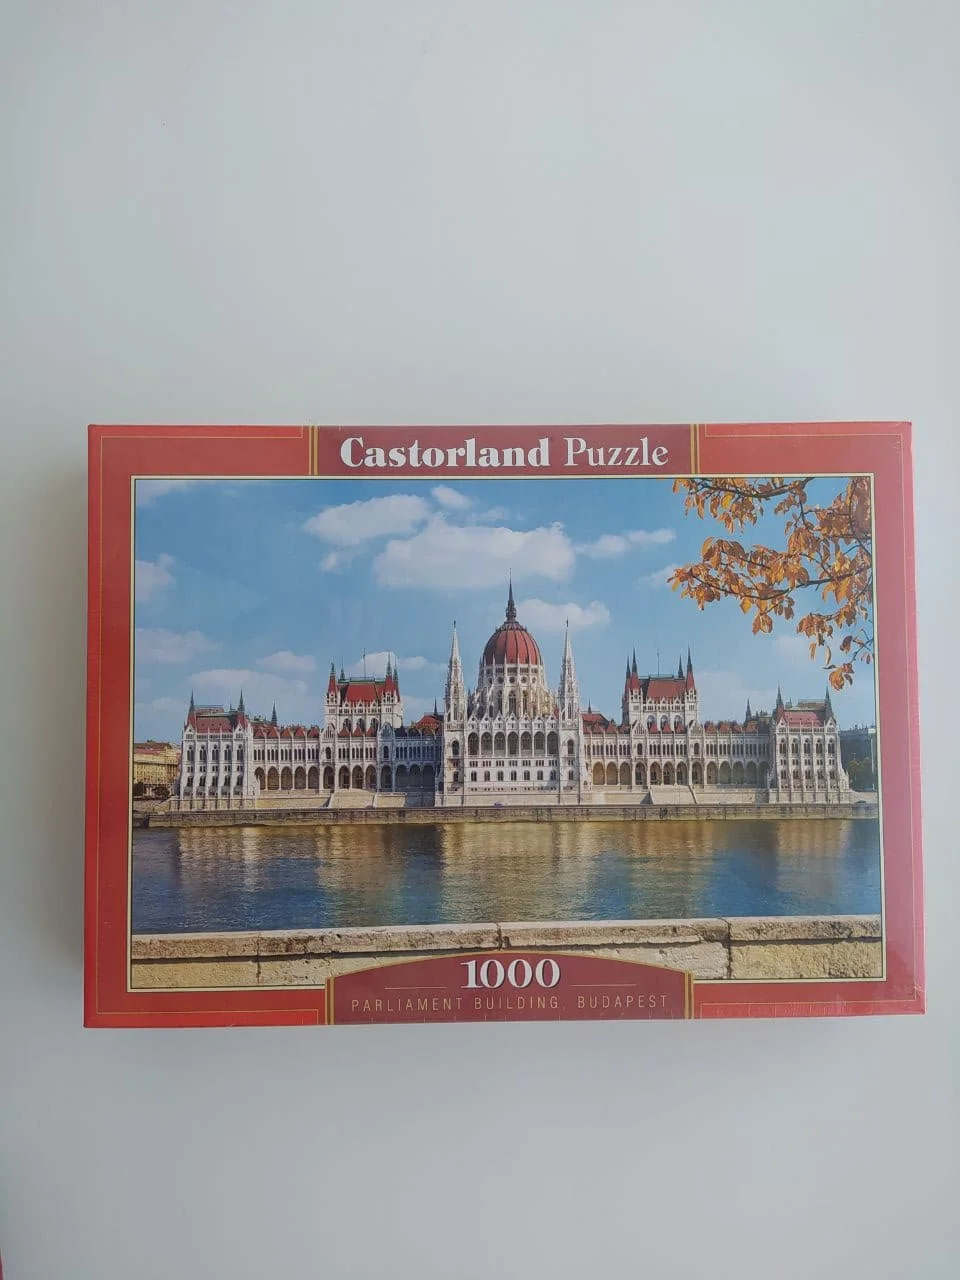 Castorland Puzzle
1000
PARLIAMENT BUILDING, BUDAPEST